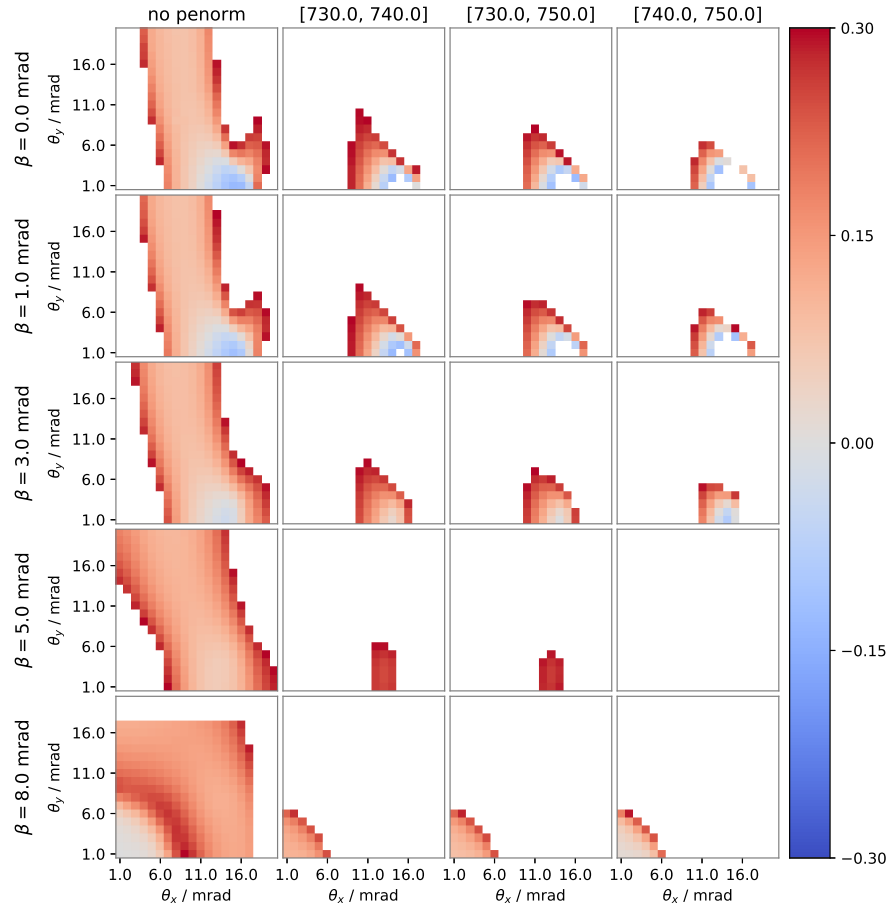 no penorm [730.0, 740.0] [730.0, 750.0] [740.0, 750.0]
β = 0.0 mrad
θy / mrad
16.0
11.0
6.0
1.0
β = 1.0 mrad
θy / mrad
16.0
11.0
6.0
1.0
β = 3.0 mrad
θy / mrad
16.0
11.0
6.0
1.0
β = 5.0 mrad
θy / mrad
16.0
11.0
6.0
1.0
β = 8.0 mrad
θy / mrad
16.0
11.0
6.0
1.0
1.0 6.0 11.0 16.0 1.0 6.0 11.0 16.0 1.0 6.0 11.0 16.0 1.0 6.0 11.0 16.0
θx / mrad θx / mrad θx / mrad θx / mrad
0.30
0.15
0.00
−0.15
−0.30